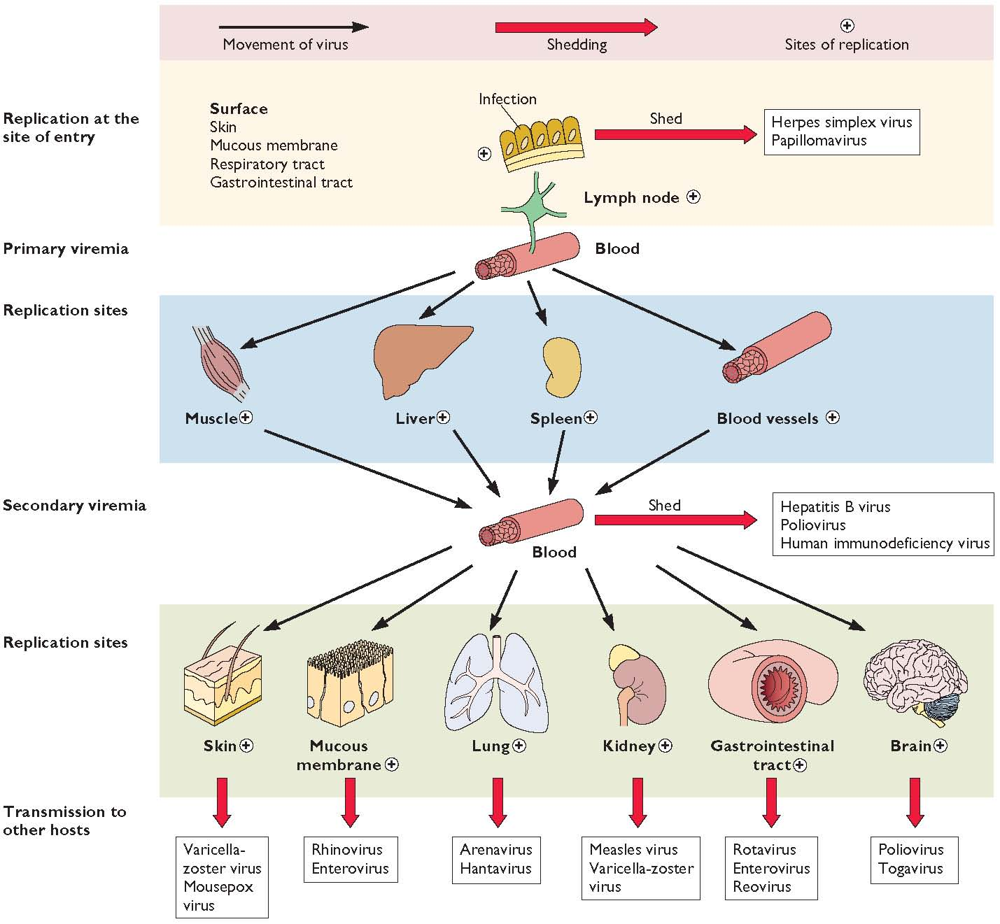 Movement of virus
Shedding
Sites of replication
Replication at the
site of entry
Surface
Skin
Mucous membrane
Respiratory tract
Gastrointestinal tract
Infection
Shed
Herpes simplex virus
Papillomavirus
Lymph node
Primary viremia
Blood
Replication sites
Muscle
Liver
Spleen
Blood vessels
Secondary viremia
Shed
Hepatitis B virus
Poliovirus
Human immunodeficiency virus
Blood
Replication sites
Skin
Mucous
membrane
Lung
Kidney
Gastrointestinal
tract
Brain
Transmission to
other hosts
Varicella-
zoster virus
Mousepox
virus
Rhinovirus
Enterovirus
Arenavirus
Hantavirus
Measles virus
Varicella-zoster
virus
Rotavirus
Enterovirus
Reovirus
Poliovirus
Togavirus